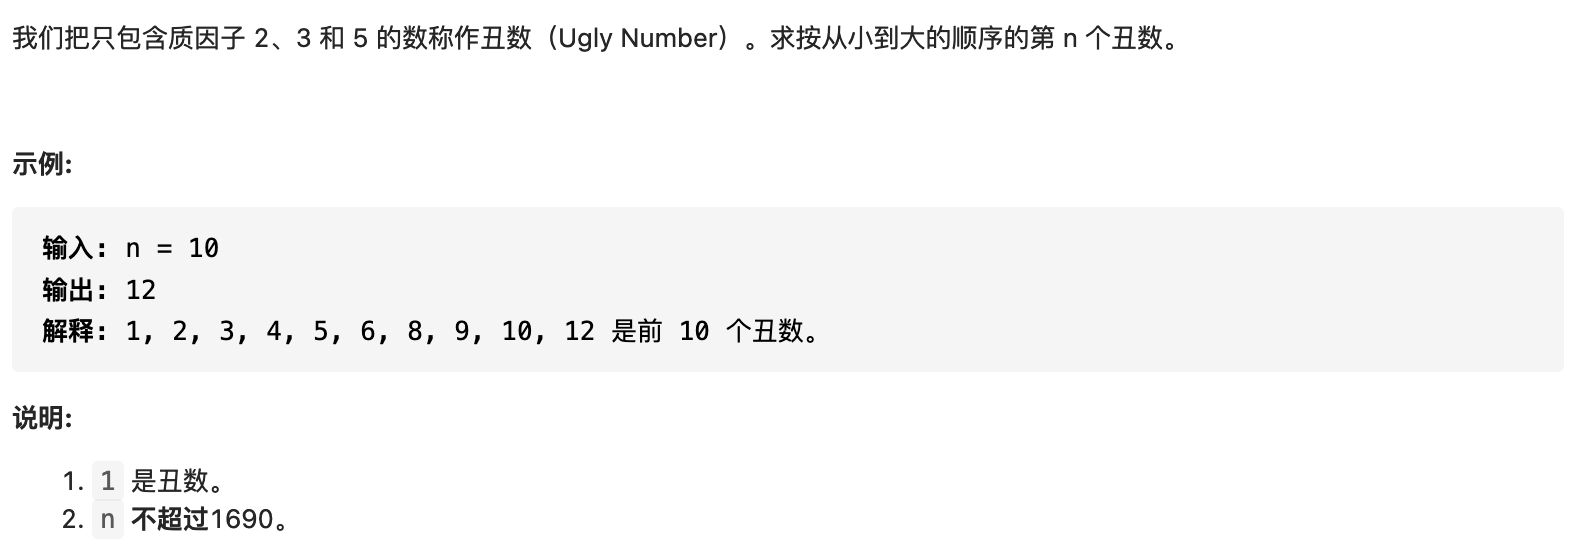 我们把只包含质因子 2、3 和 5 的数称作丑数（Ugly Number）。求按从小到大的顺序的第 n 个丑数。
示例:
输入: n = 10
输出: 12
解释: 1, 2, 3, 4, 5, 6, 8, 9, 10, 12 是前 10 个丑数。
说明:
1. 1 是丑数。
2. n 不超过1690。